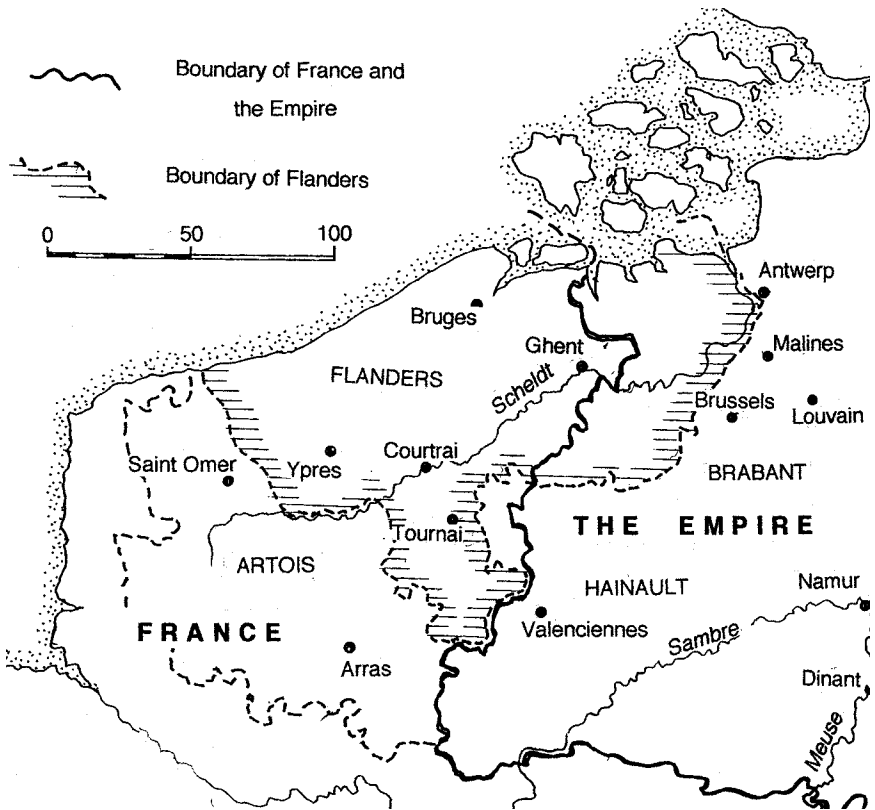 Boundary of France and
the Empire
Boundary of Flanders
0 50 100
Antwerp
Bruges
Malines
Ghent
FLANDERS
Scheldt
Brussels
Louvain
Courtrai
Saint Omer
Ypres
BRABANT
Tournai
THE EMPIRE
ARTOIS
HAINAULT
Namur
FRANCE
Valenciennes
Sambre
Arras
Dinant
Meuse